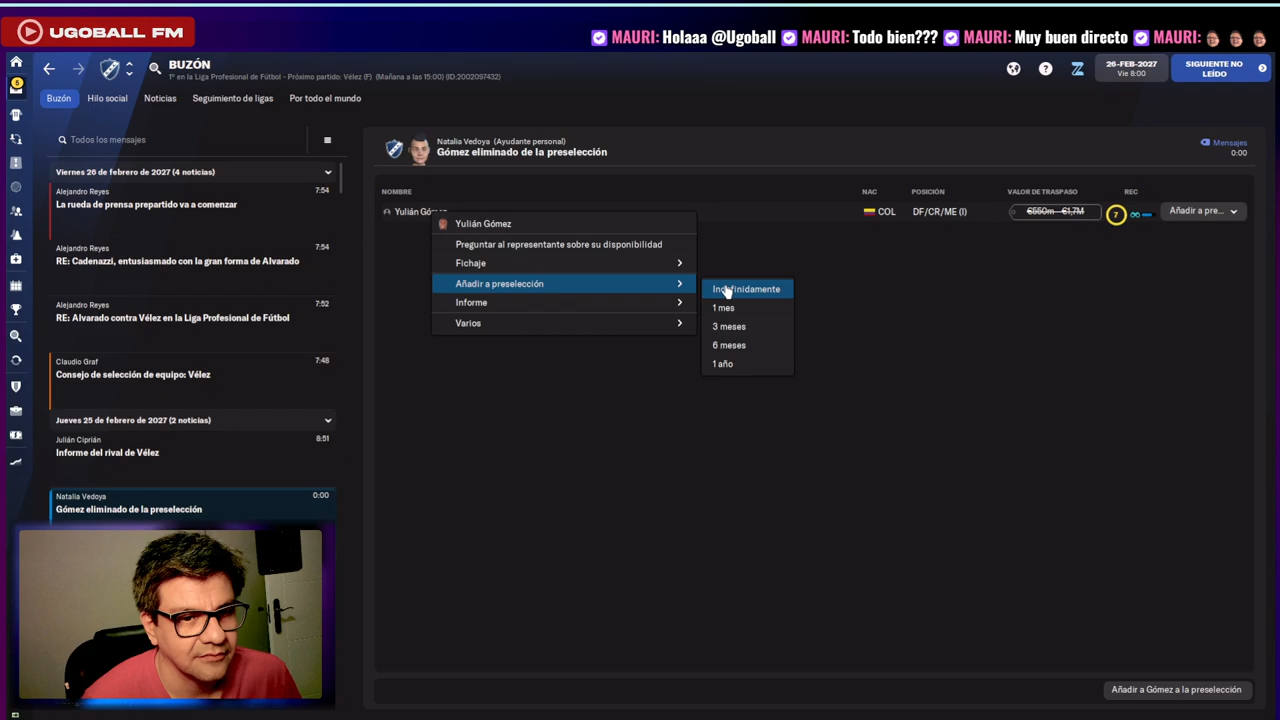 UGOBALL FM
MAURI: Holaaa @Ugoball MAURI: Todo bien??? MAURI: Muy buen directo MAURI:
BUZÓN
1º en la Liga Profesional de Fútbol - Próximo partido: Vélez (F) (Mañana a las 15:00) (ID:2002097432)
26-FEB-2027
Vie 8:00
SIGUIENTE NO
LEÍDO
5
Buzón Hilo social Noticias Seguimiento de ligas Por todo el mundo
Todos los mensajes
Viernes 26 de febrero de 2027 (4 noticias)
Alejandro Reyes 7:54
La rueda de prensa prepartido va a comenzar
Alejandro Reyes 7:54
RE: Cadenazzi, entusiasmado con la gran forma de Alvarado
Alejandro Reyes 7:52
RE: Alvarado contra Vélez en la Liga Profesional de Fútbol
Claudio Graf 7:48
Consejo de selección de equipo: Vélez
Jueves 25 de febrero de 2027 (2 noticias)
Julián Ciprián 8:51
Informe del rival de Vélez
Natalia Vedoya 0:00
Gómez eliminado de la preselección
Natalia Vedoya (Ayudante personal)
Gómez eliminado de la preselección
Mensajes
0:00
NOMBRE NAC POSICIÓN VALOR DE TRASPASO REC
Yulián Gómez COL DF/CR/ME (I) €550m - €1,7M 7 Añadir a pre...
Yulián Gómez
Preguntar al representante sobre su disponibilidad
Fichaje
Añadir a preselección
Informe
Varios
Indefinidamente
1 mes
3 meses
6 meses
1 año
Añadir a Gómez a la preselección